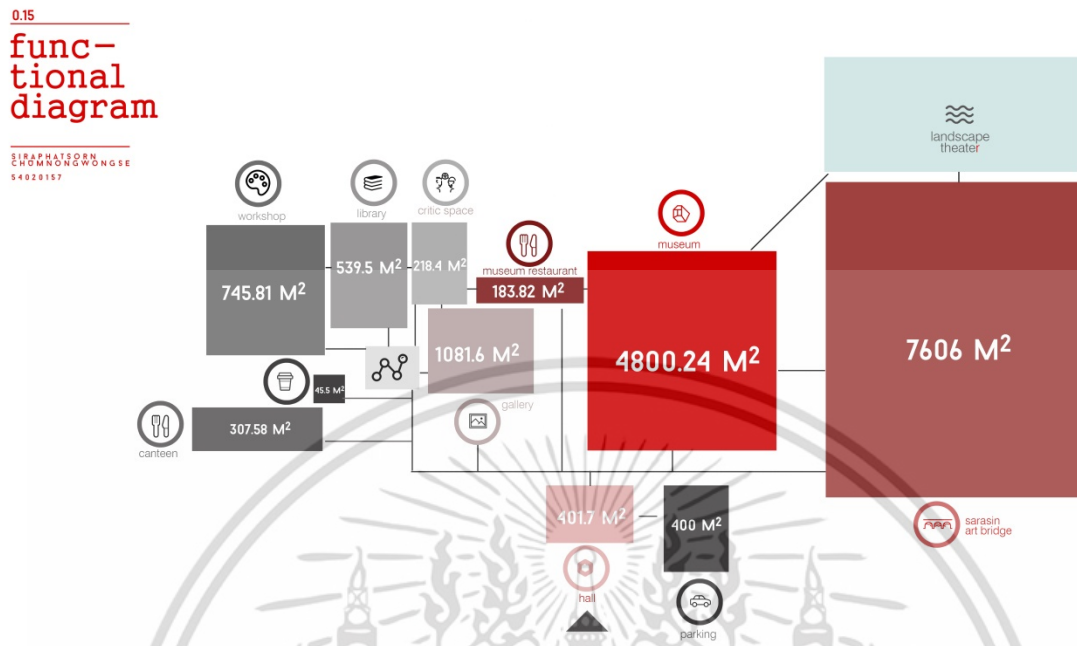 0.15
func-
tional
diagram
SIRAPHATSORN
CHOMNONGWONGSE
54020157
landscape
theater
workshop
library
critic space
museum
museum restaurant
745.81 M²
539.5 M²
218.4 M²
183.82 M²
4800.24 M²
7606 M²
1081.6 M²
45.5 M²
307.58 M²
gallery
canteen
401.7 M²
400 M²
sarasin
art bridge
hall
parking